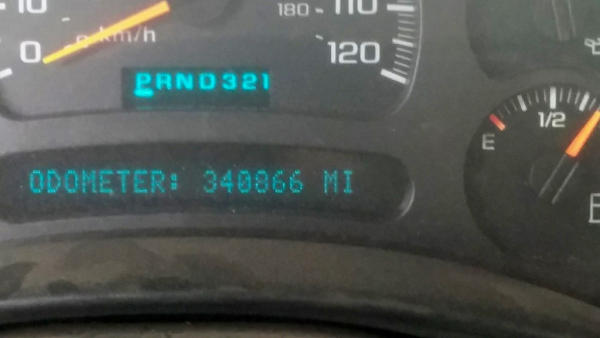 10
180 110
0 km/h 120
PRND321
E 1/2
ODOMETER: 340866 MI